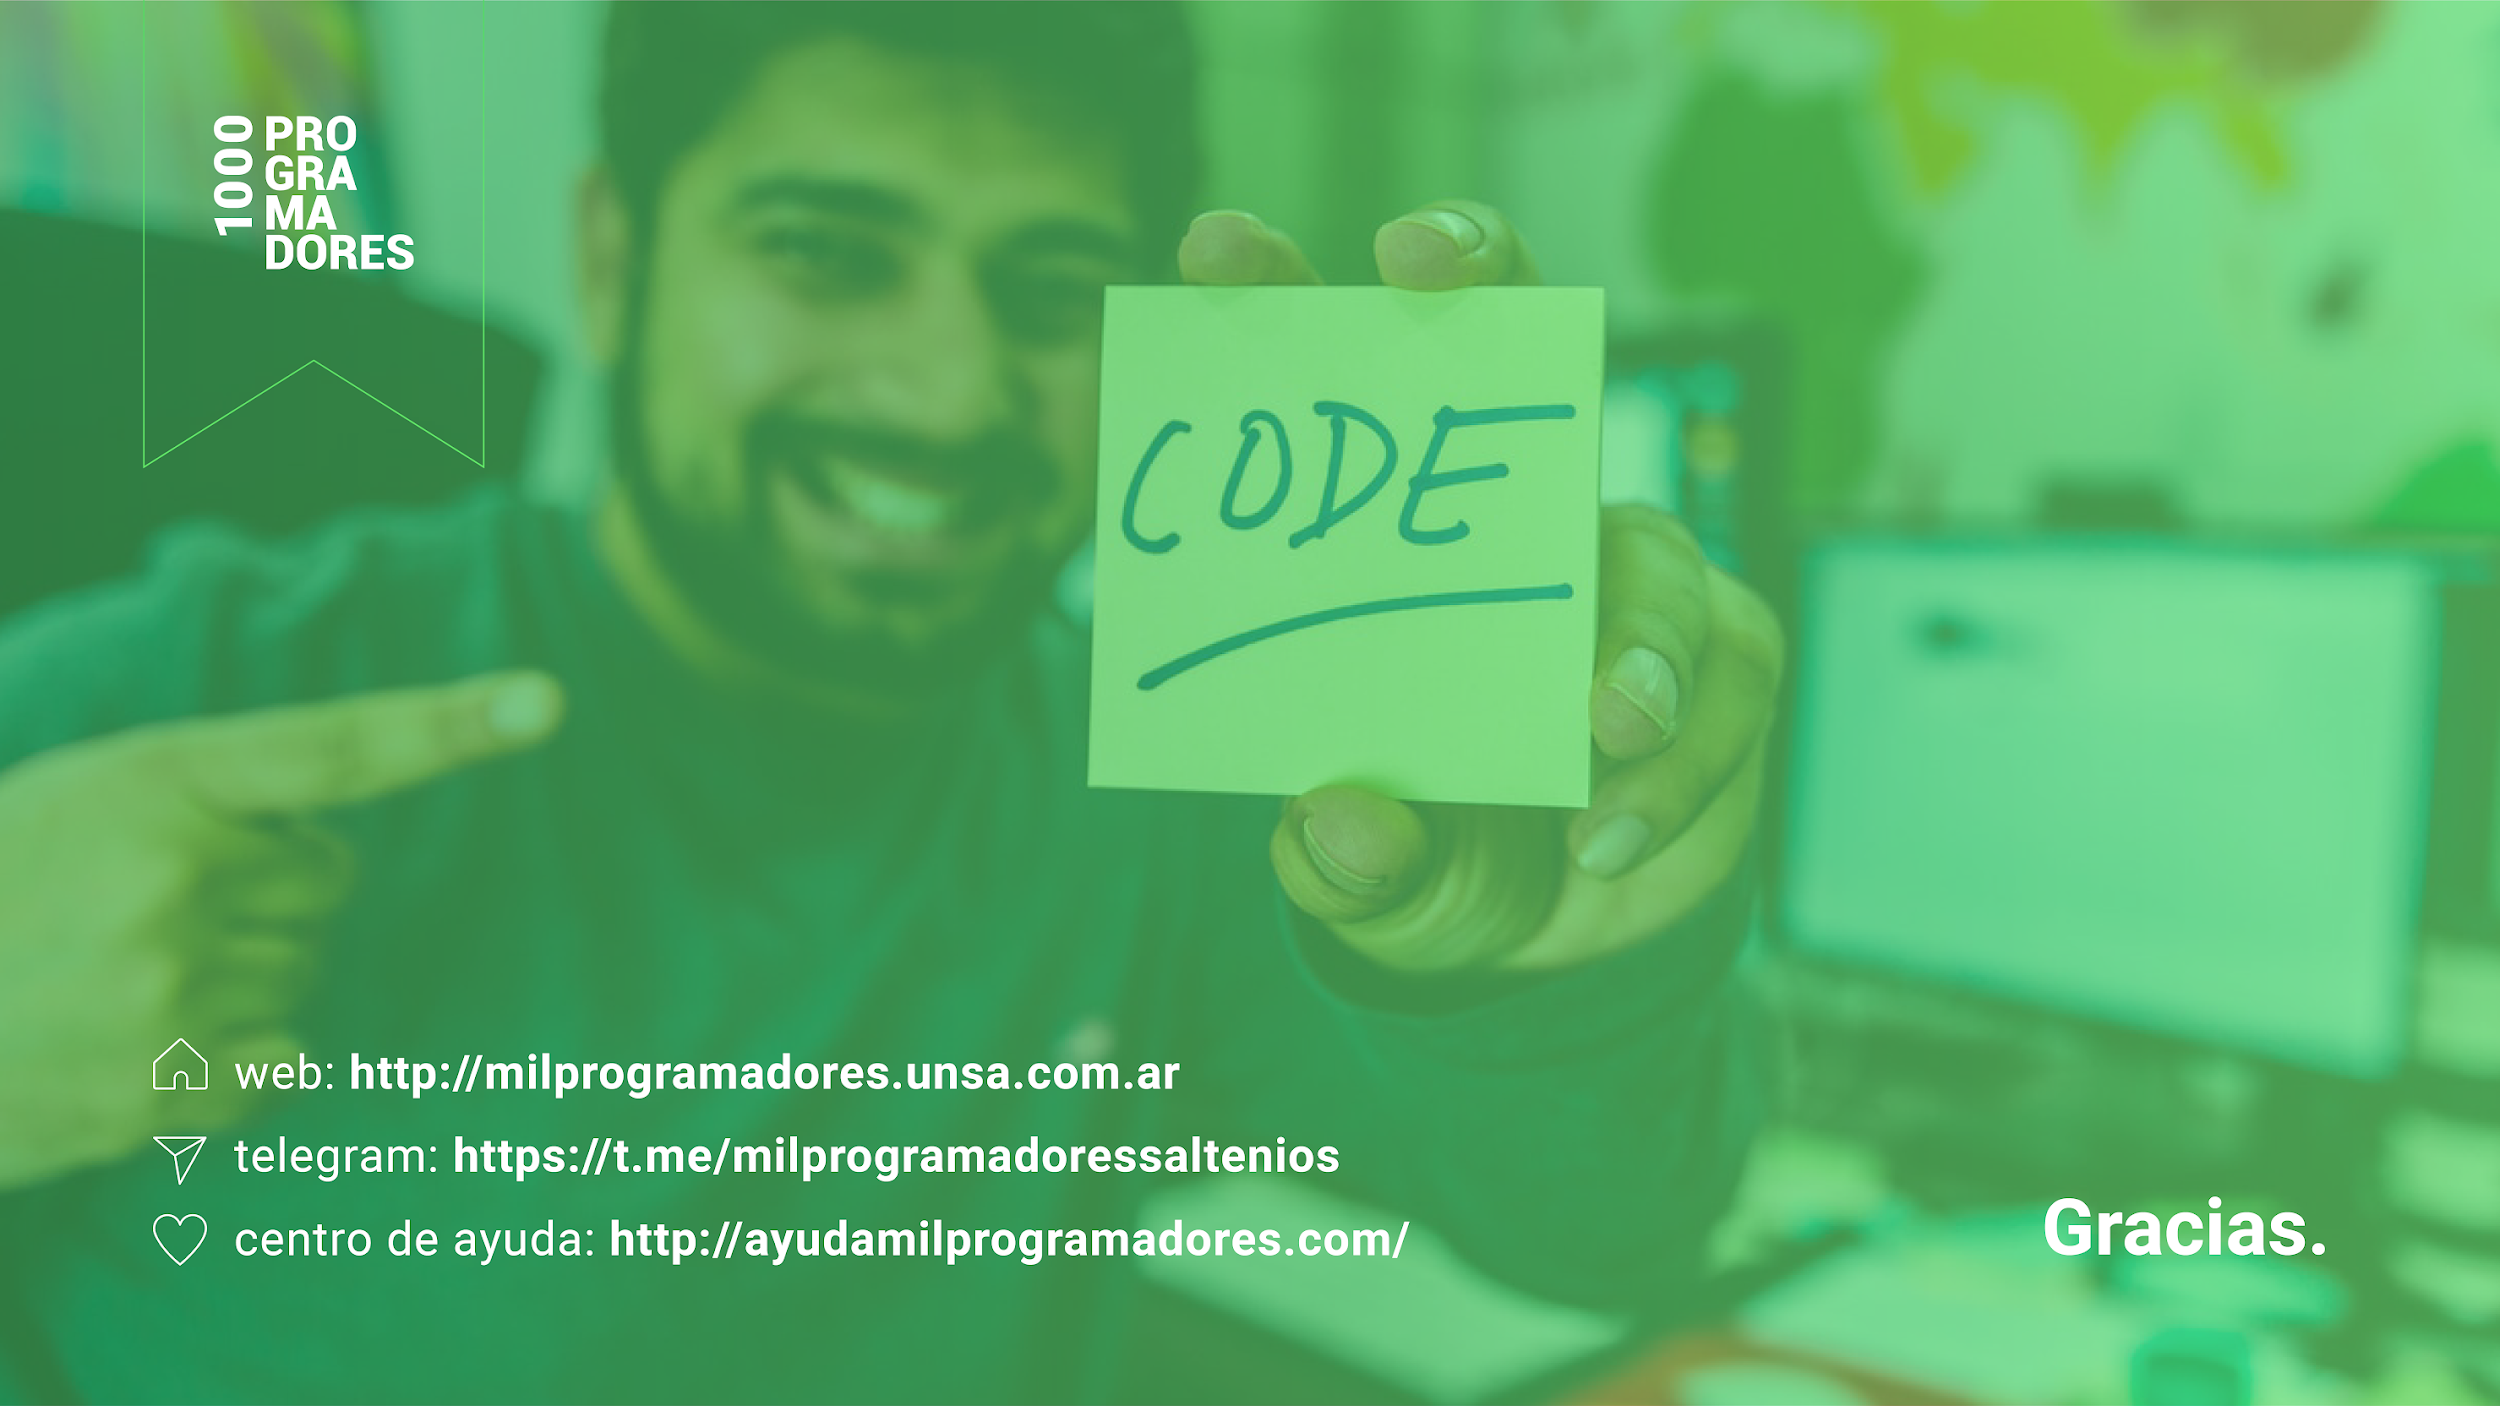 1000
PRO
GRA
MA
DORES
CODE
web: http://milprogramadores.unsa.com.ar
telegram: https://t.me/milprogramadoressaltenios
centro de ayuda: http://ayudamilprogramadores.com/
Gracias.